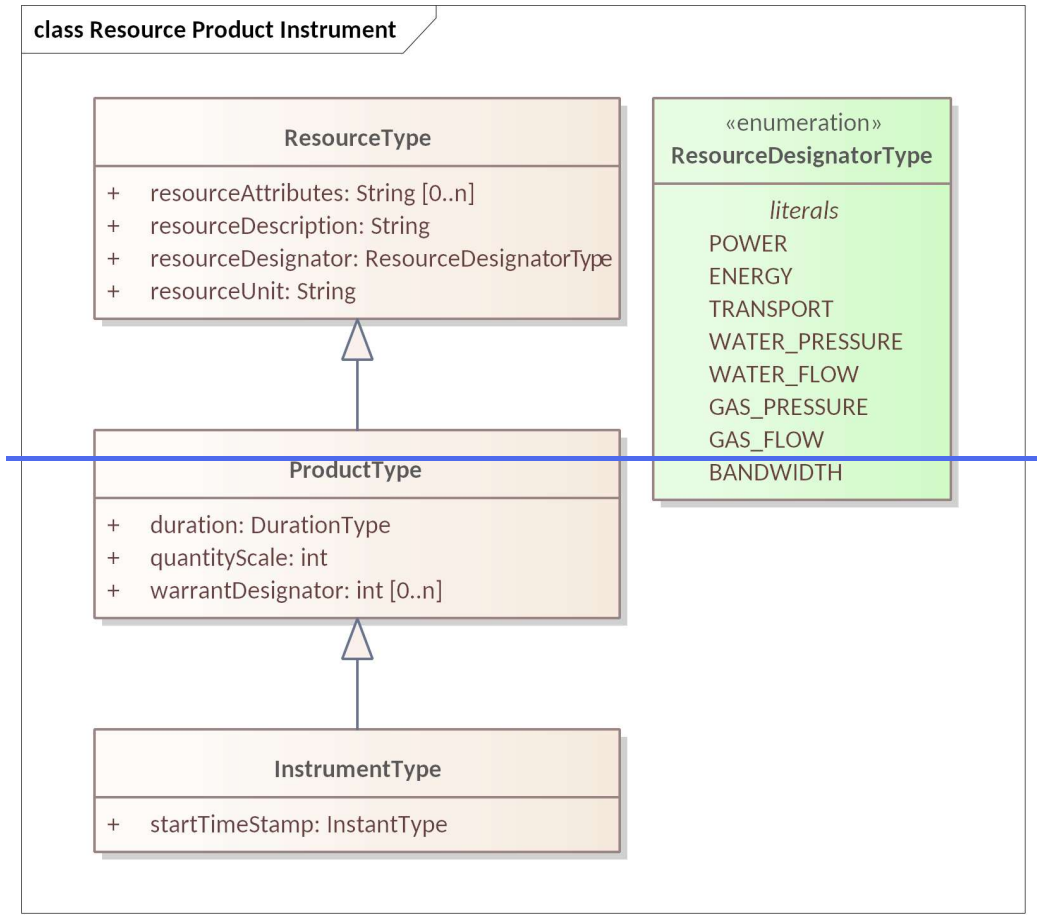 class Resource Product Instrument
ResourceType
+ resourceAttributes: String [0..n]
+ resourceDescription: String
+ resourceDesignator: ResourceDesignatorType
+ resourceUnit: String
«enumeration»
ResourceDesignatorType
literals
POWER
ENERGY
TRANSPORT
WATER_PRESSURE
WATER_FLOW
GAS_PRESSURE
GAS_FLOW
BANDWIDTH
ProductType
+ duration: DurationType
+ quantityScale: int
+ warrantDesignator: int [0..n]
InstrumentType
+ startTimeStamp: InstantType